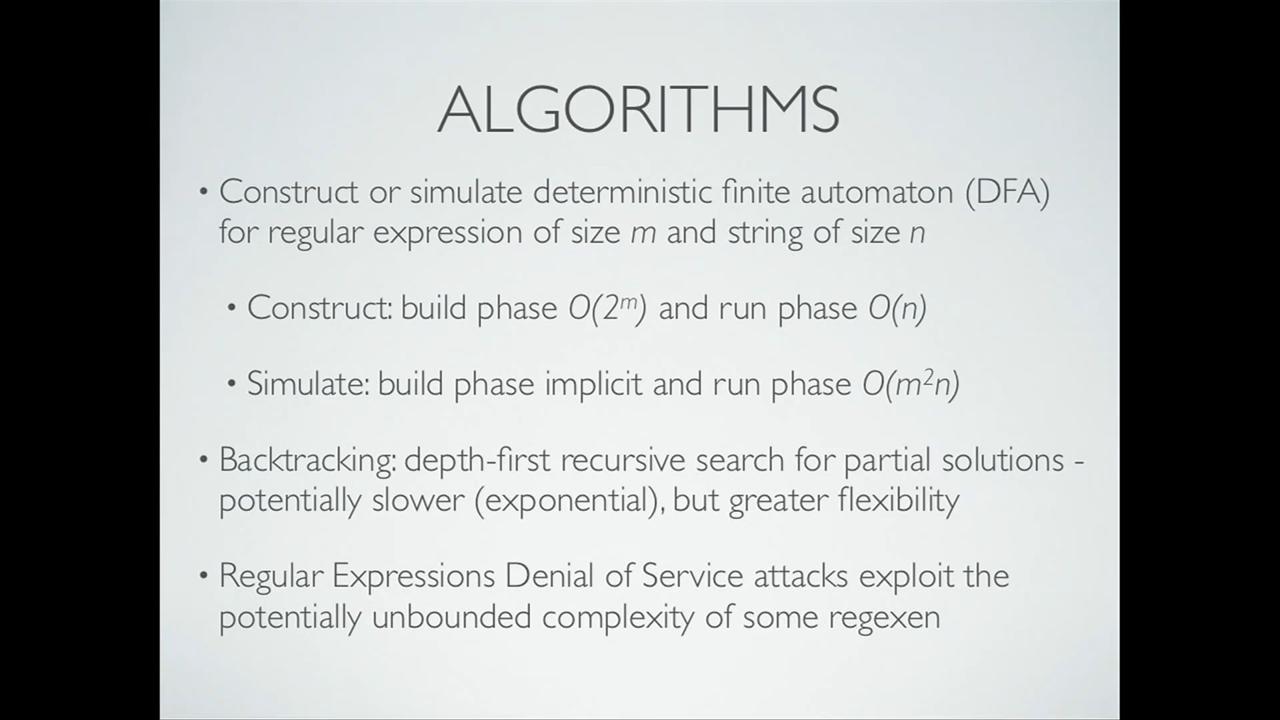 ALGORITHMS
• Construct or simulate deterministic finite automaton (DFA)
for regular expression of size m and string of size n
• Construct: build phase O(2ᵐ) and run phase O(n)
• Simulate: build phase implicit and run phase O(m²n)
• Backtracking: depth-first recursive search for partial solutions -
potentially slower (exponential), but greater flexibility
• Regular Expressions Denial of Service attacks exploit the
potentially unbounded complexity of some regexen